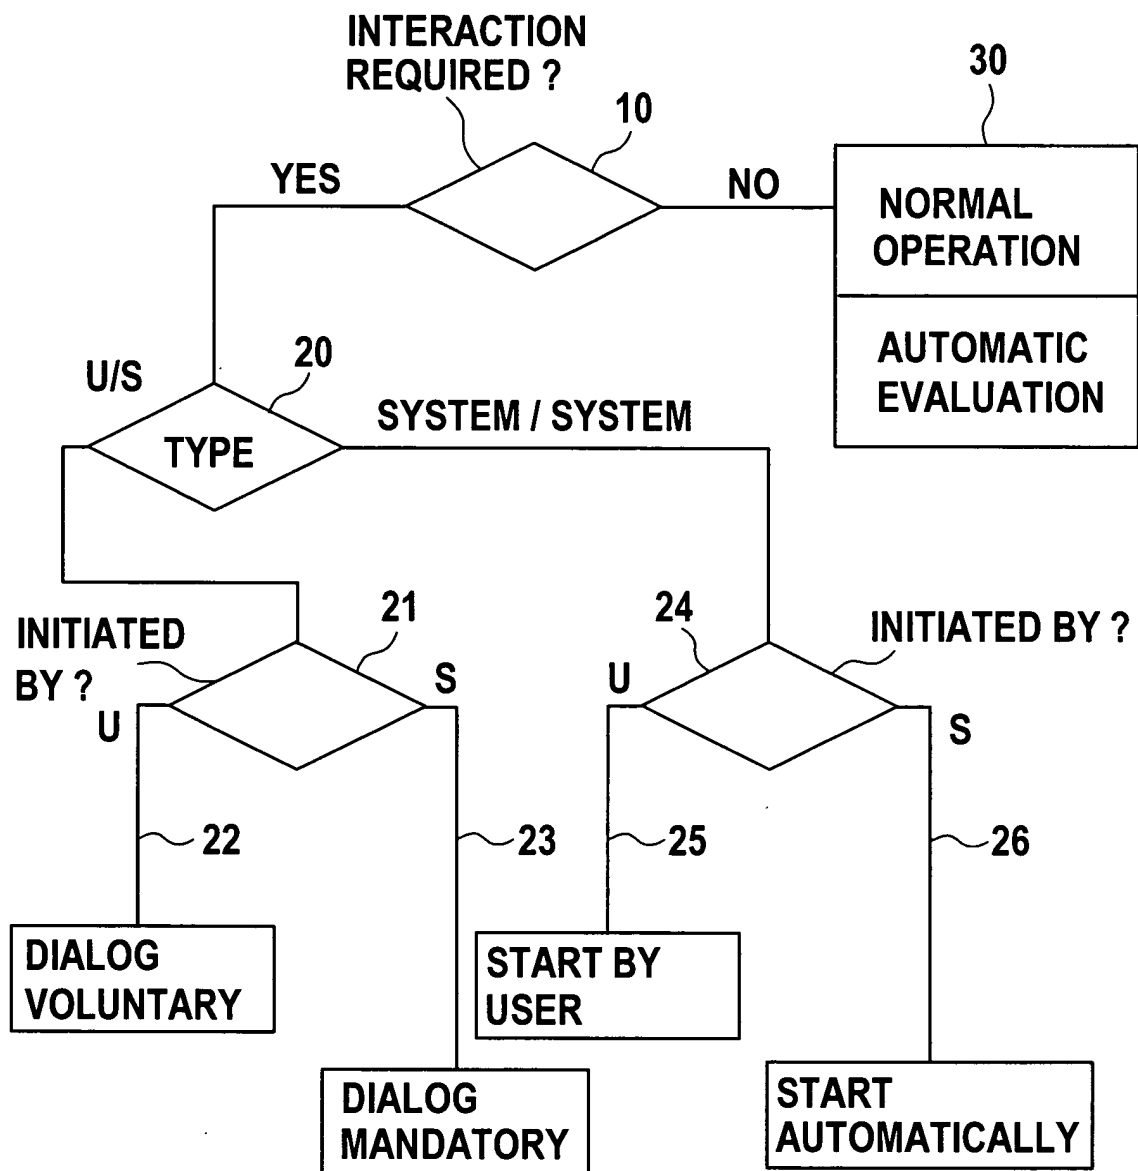 INTERACTION
REQUIRED ?
10
30
YES
NO
NORMAL
OPERATION
AUTOMATIC
EVALUATION
U/S
20
TYPE
SYSTEM / SYSTEM
INITIATED
BY ?
21
U
S
24
INITIATED BY ?
U
S
22
23
25
26
DIALOG
VOLUNTARY
START BY
USER
DIALOG
MANDATORY
START
AUTOMATICALLY